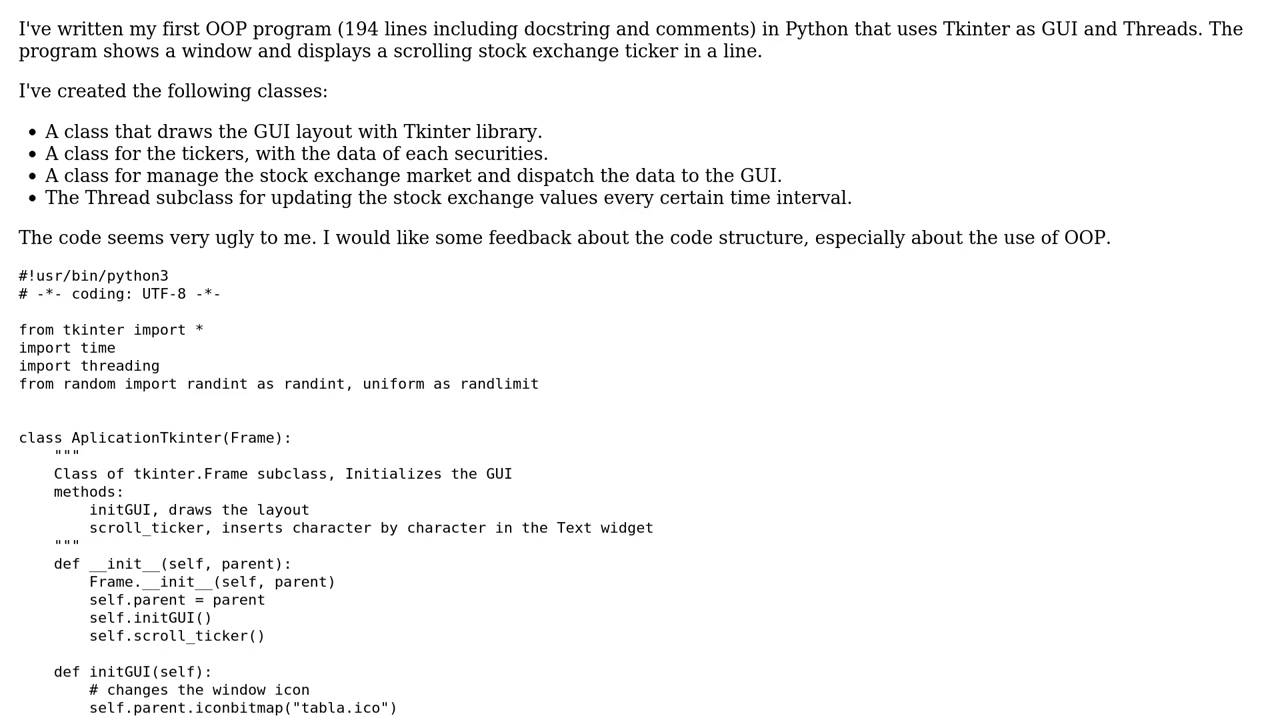 I've written my first OOP program (194 lines including docstring and comments) in Python that uses Tkinter as GUI and Threads. The
program shows a window and displays a scrolling stock exchange ticker in a line.
I've created the following classes:
• A class that draws the GUI layout with Tkinter library.
• A class for the tickers, with the data of each securities.
• A class for manage the stock exchange market and dispatch the data to the GUI.
• The Thread subclass for updating the stock exchange values every certain time interval.
The code seems very ugly to me. I would like some feedback about the code structure, especially about the use of OOP.
#!usr/bin/python3
# -*- coding: UTF-8 -*-
from tkinter import *
import time
import threading
from random import randint as randint, uniform as randlimit
class AplicationTkinter(Frame):
    """
    Class of tkinter.Frame subclass, Initializes the GUI
    methods:
        initGUI, draws the layout
        scroll_ticker, inserts character by character in the Text widget
    """
    def __init__(self, parent):
        Frame.__init__(self, parent)
        self.parent = parent
        self.initGUI()
        self.scroll_ticker()
    def initGUI(self):
        # changes the window icon
        self.parent.iconbitmap("tabla.ico")